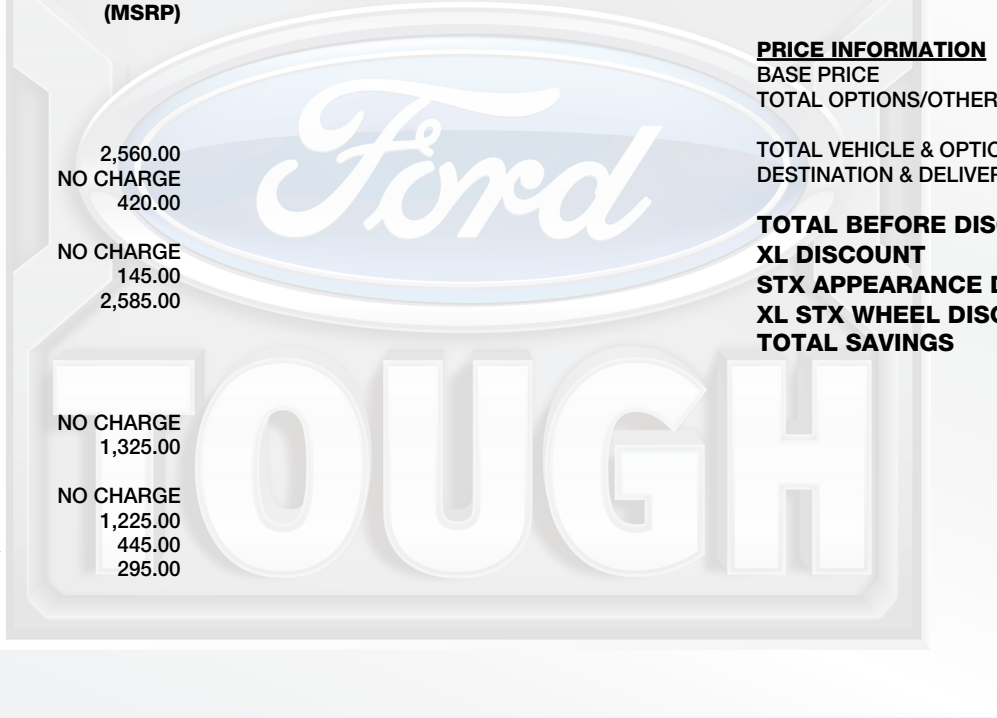 (MSRP)
2,560.00
NO CHARGE
420.00
NO CHARGE
145.00
2,585.00
NO CHARGE
1,325.00
NO CHARGE
1,225.00
445.00
295.00
PRICE INFORMATION
BASE PRICE
TOTAL OPTIONS/OTHER
TOTAL VEHICLE & OPTIO
DESTINATION & DELIVER
TOTAL BEFORE DISC
XL DISCOUNT
STX APPEARANCE D
XL STX WHEEL DISC
TOTAL SAVINGS
Ford
TOUGH